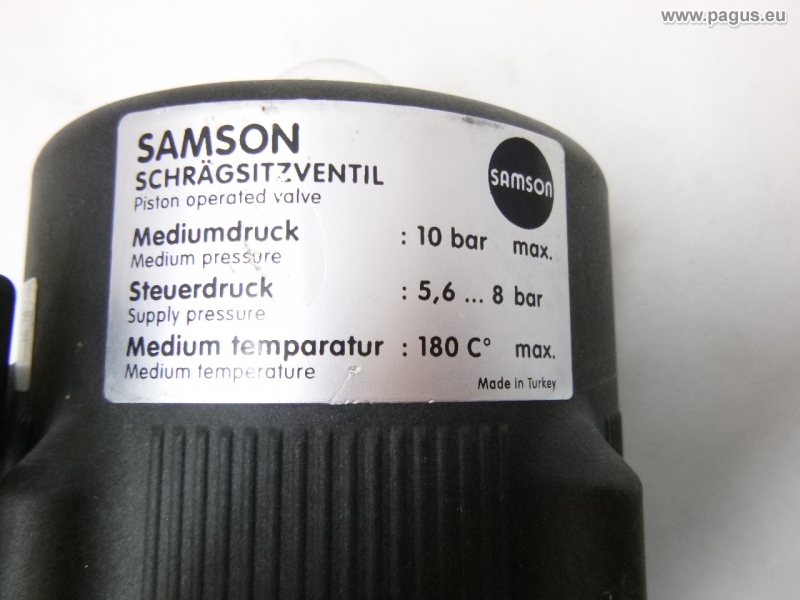 www.pagus.eu
SAMSON
SCHRÄGSITZVENTIL
Piston operated valve
SAMSON
Mediumdruck : 10 bar max.
Medium pressure
Steuerdruck : 5,6 ... 8 bar
Supply pressure
Medium temparatur : 180 C° max.
Medium temperature
Made in Turkey